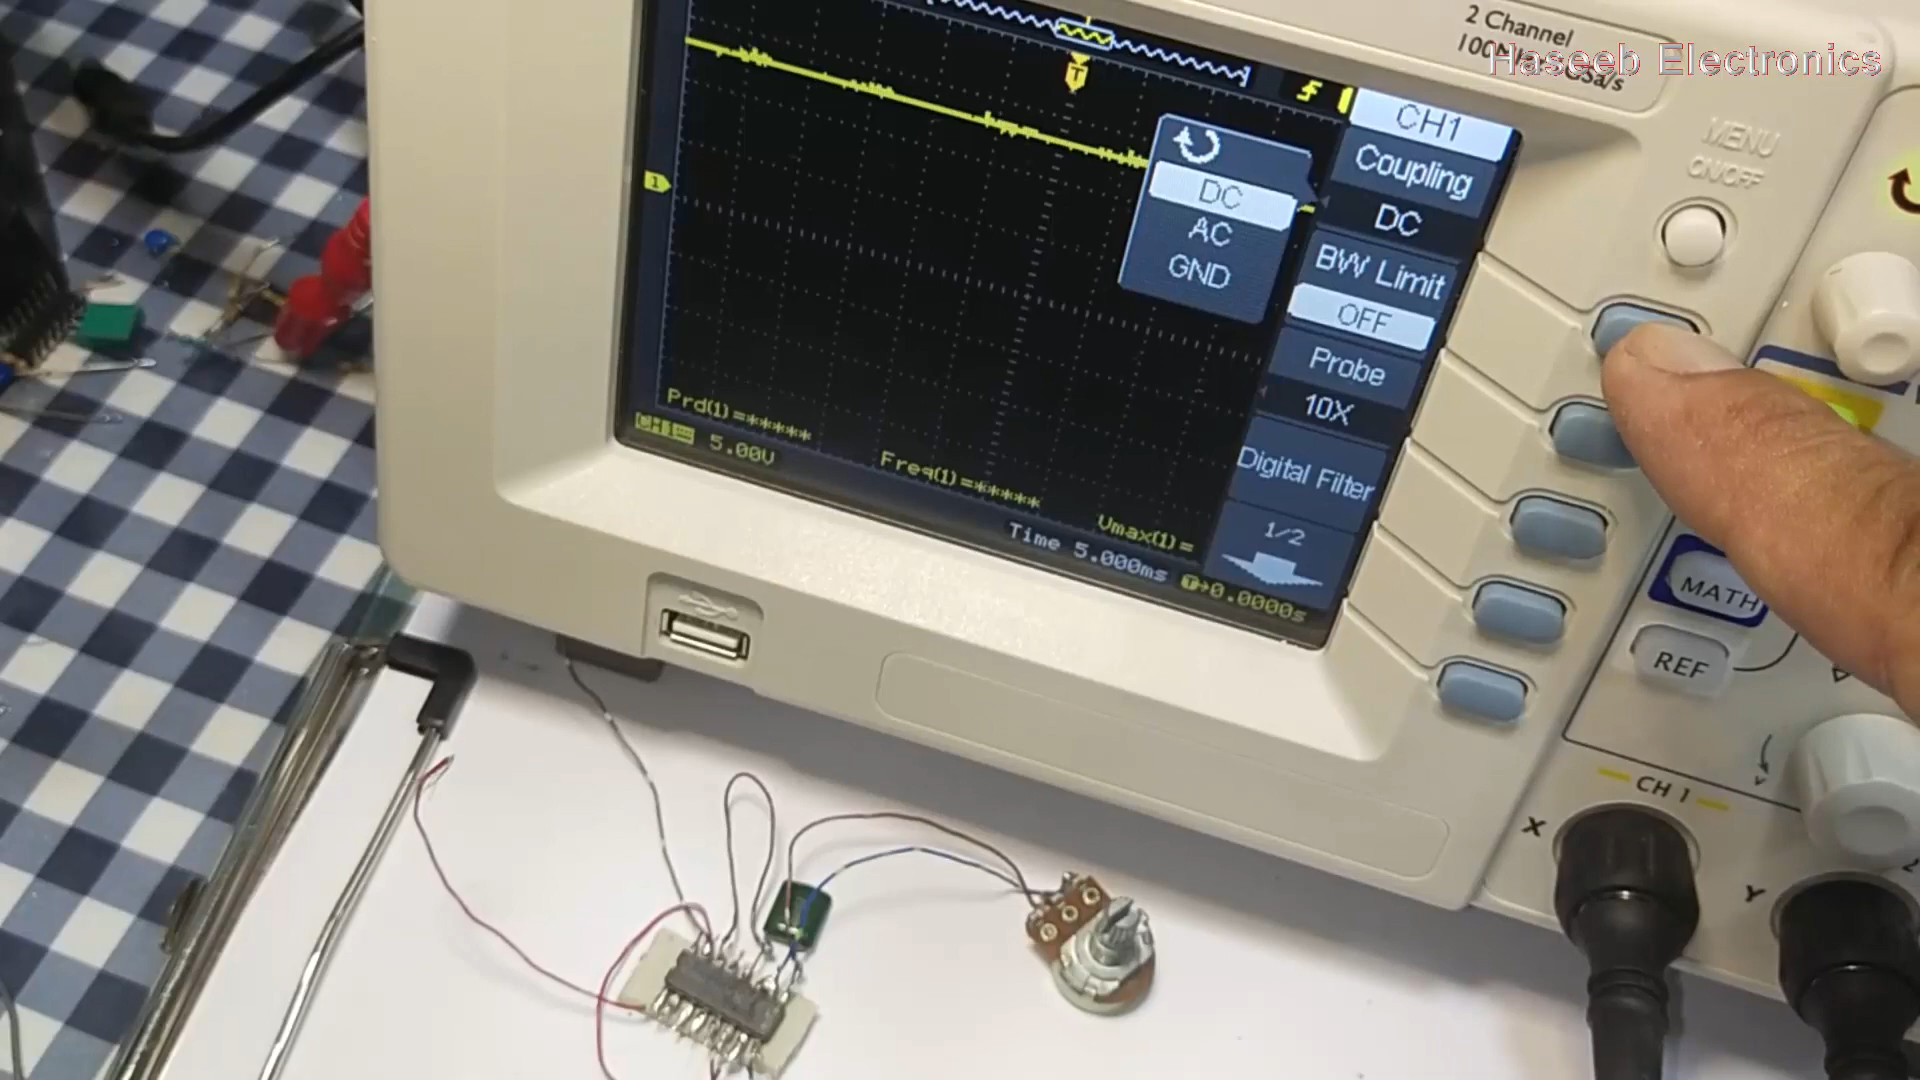 2 Channel
Haseeb Electronics
MENU
ON/OFF
T
CH1
Coupling
DC
DC
AC
GND
1
BW Limit
OFF
Probe
10X
Digital Filter
1/2
Prd(1)=*****
CH1 5.00V
Freq(1)=*****
Vmax(1)=
Time 5.000ms
T→0.0000s
MATH
REF
CH 1
X
Y